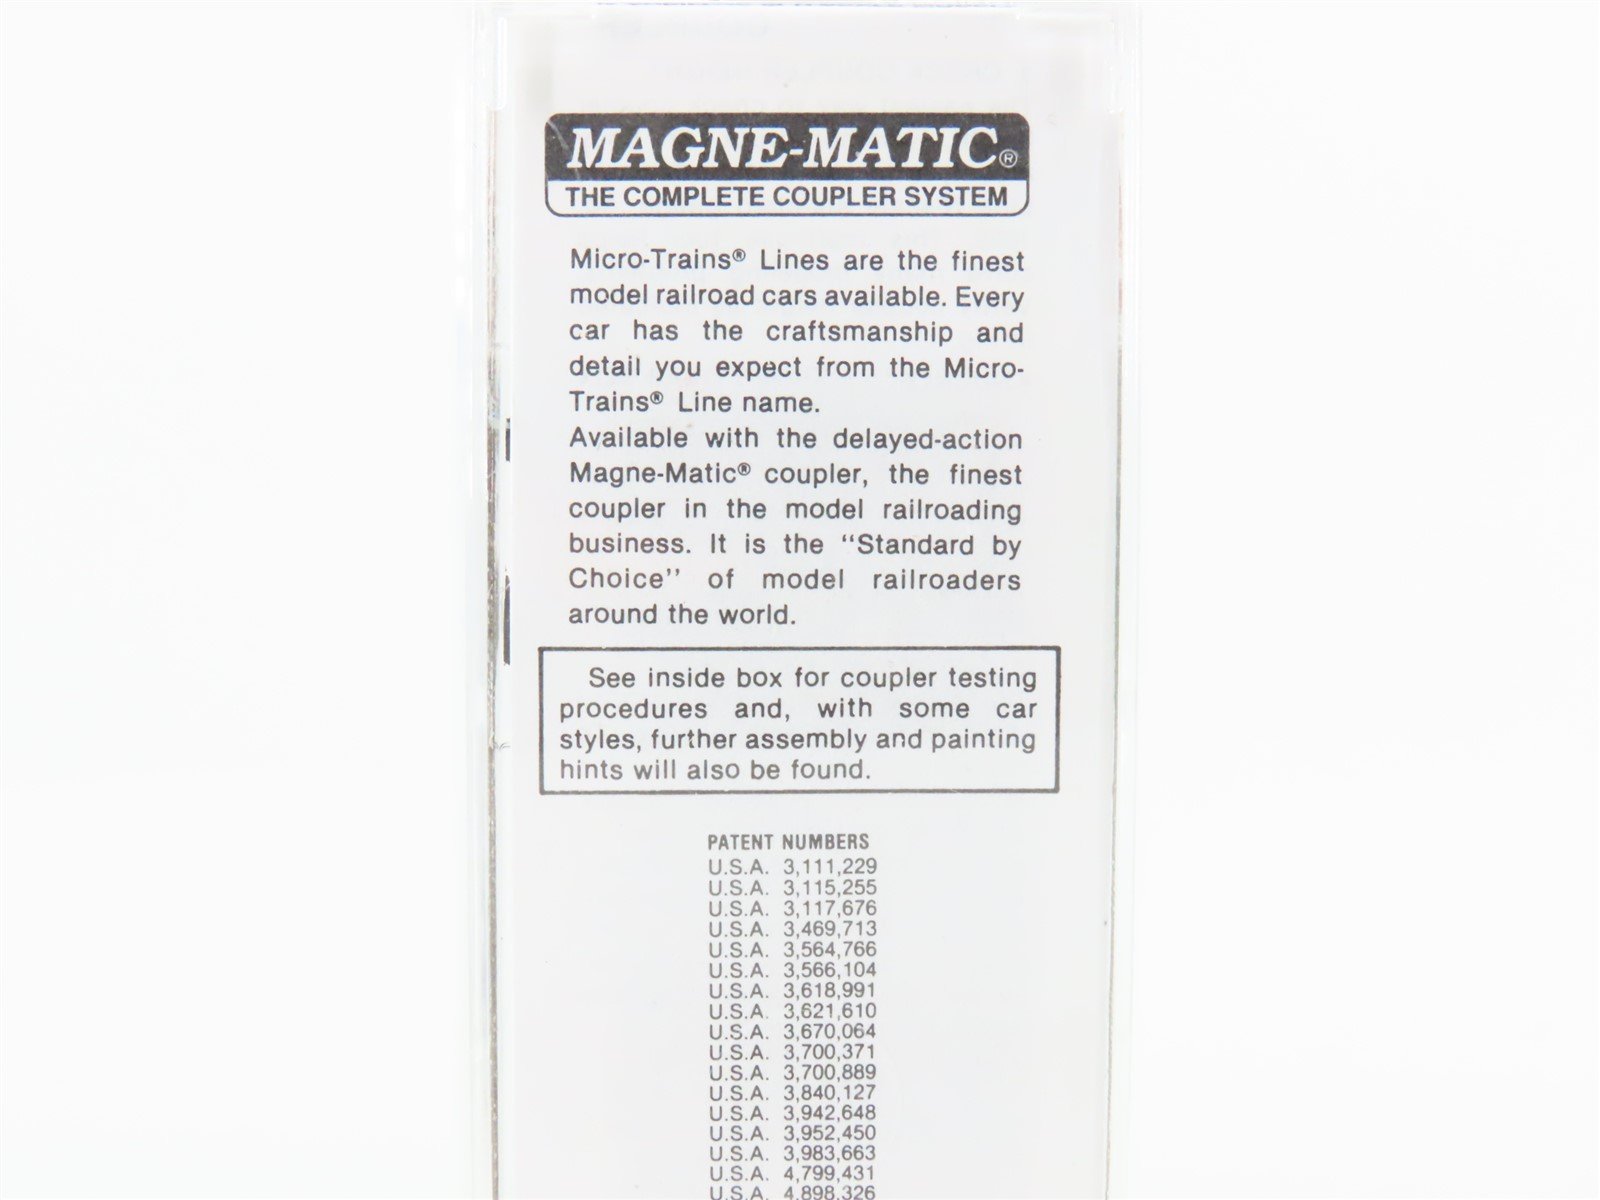 MAGNE-MATIC®
THE COMPLETE COUPLER SYSTEM
Micro-Trains® Lines are the finest
model railroad cars available. Every
car has the craftsmanship and
detail you expect from the Micro-
Trains® Line name.
Available with the delayed-action
Magne-Matic® coupler, the finest
coupler in the model railroading
business. It is the "Standard by
Choice" of model railroaders
around the world.
See inside box for coupler testing
procedures and, with some car
styles, further assembly and painting
hints will also be found.
PATENT NUMBERS
U.S.A. 3,111,229
U.S.A. 3,115,255
U.S.A. 3,117,676
U.S.A. 3,469,713
U.S.A. 3,564,766
U.S.A. 3,566,104
U.S.A. 3,618,991
U.S.A. 3,621,610
U.S.A. 3,670,064
U.S.A. 3,700,371
U.S.A. 3,700,889
U.S.A. 3,840,127
U.S.A. 3,942,648
U.S.A. 3,952,450
U.S.A. 3,983,663
U.S.A. 4,799,431
U.S.A. 4,898,326